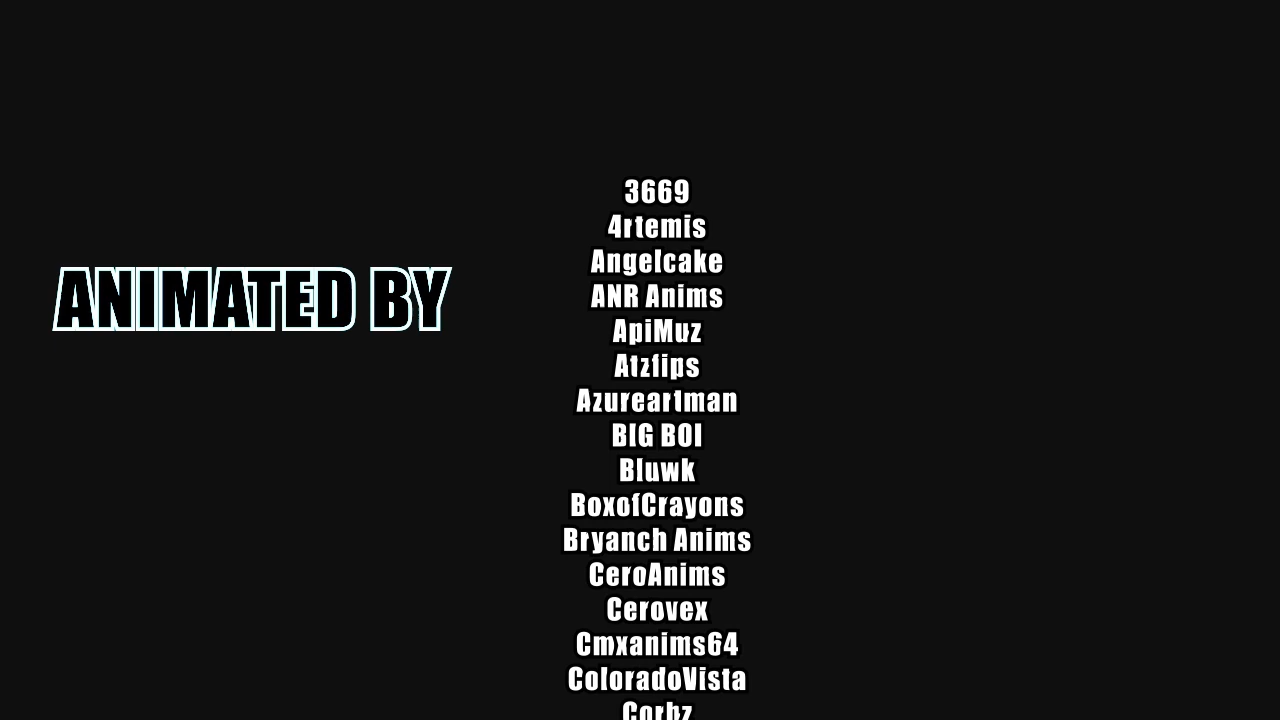 ANIMATED BY
3669
4rtemis
Angelcake
ANR Anims
ApiMuz
Atzfips
Azureartman
BIG BOI
Bluwk
BoxofCrayons
Bryanch Anims
CeroAnims
Cerovex
Cmxanims64
ColoradoVista
Corbz